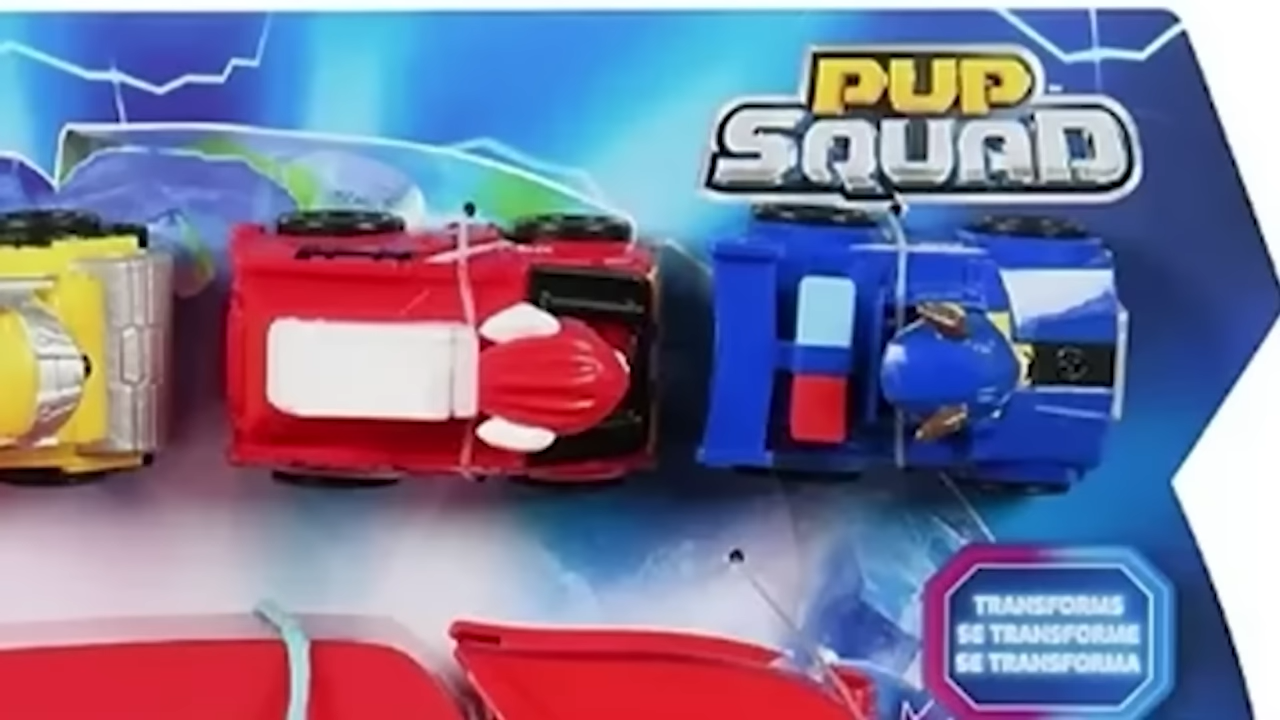 PUP
SQUAD
TRANSFORMS
SE TRANSFORME
SE TRANSFORMA